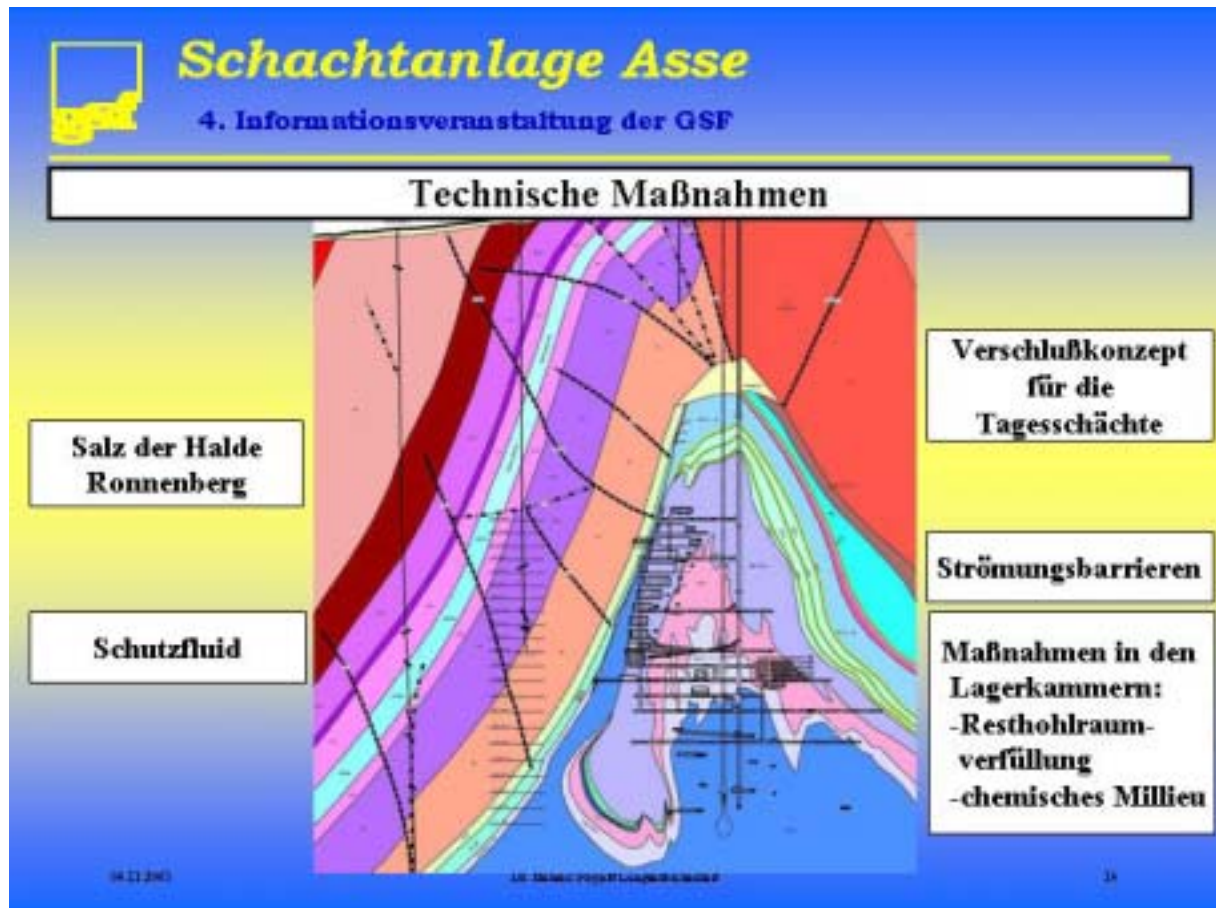 Schachtanlage Asse
4. Informationsveranstaltung der GSF
Technische Maßnahmen
Salz der Halde
Ronnenberg
Schutzfluid
Verschlußkonzept
für die
Tagesschächte
Strömungsbarrieren
Maßnahmen in den
Lagerkammern:
-Resthohlraum-
verfüllung
-chemisches Millieu